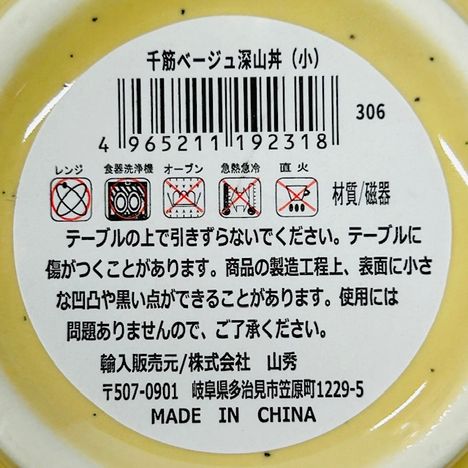 千筋ベージュ深山丼（小）
4 965211 192318
306
レンジ 食器洗浄機 オーブン 急熱急冷 直火
材質/磁器
テーブルの上で引きずらないでください。テーブルに
傷がつくことがあります。商品の製造工程上、表面に小さ
な凹凸や黒い点ができることがあります。使用には
問題ありませんので、ご了承ください。
輸入販売元/株式会社 山秀
〒507-0901 岐阜県多治見市笠原町1229-5
MADE IN CHINA